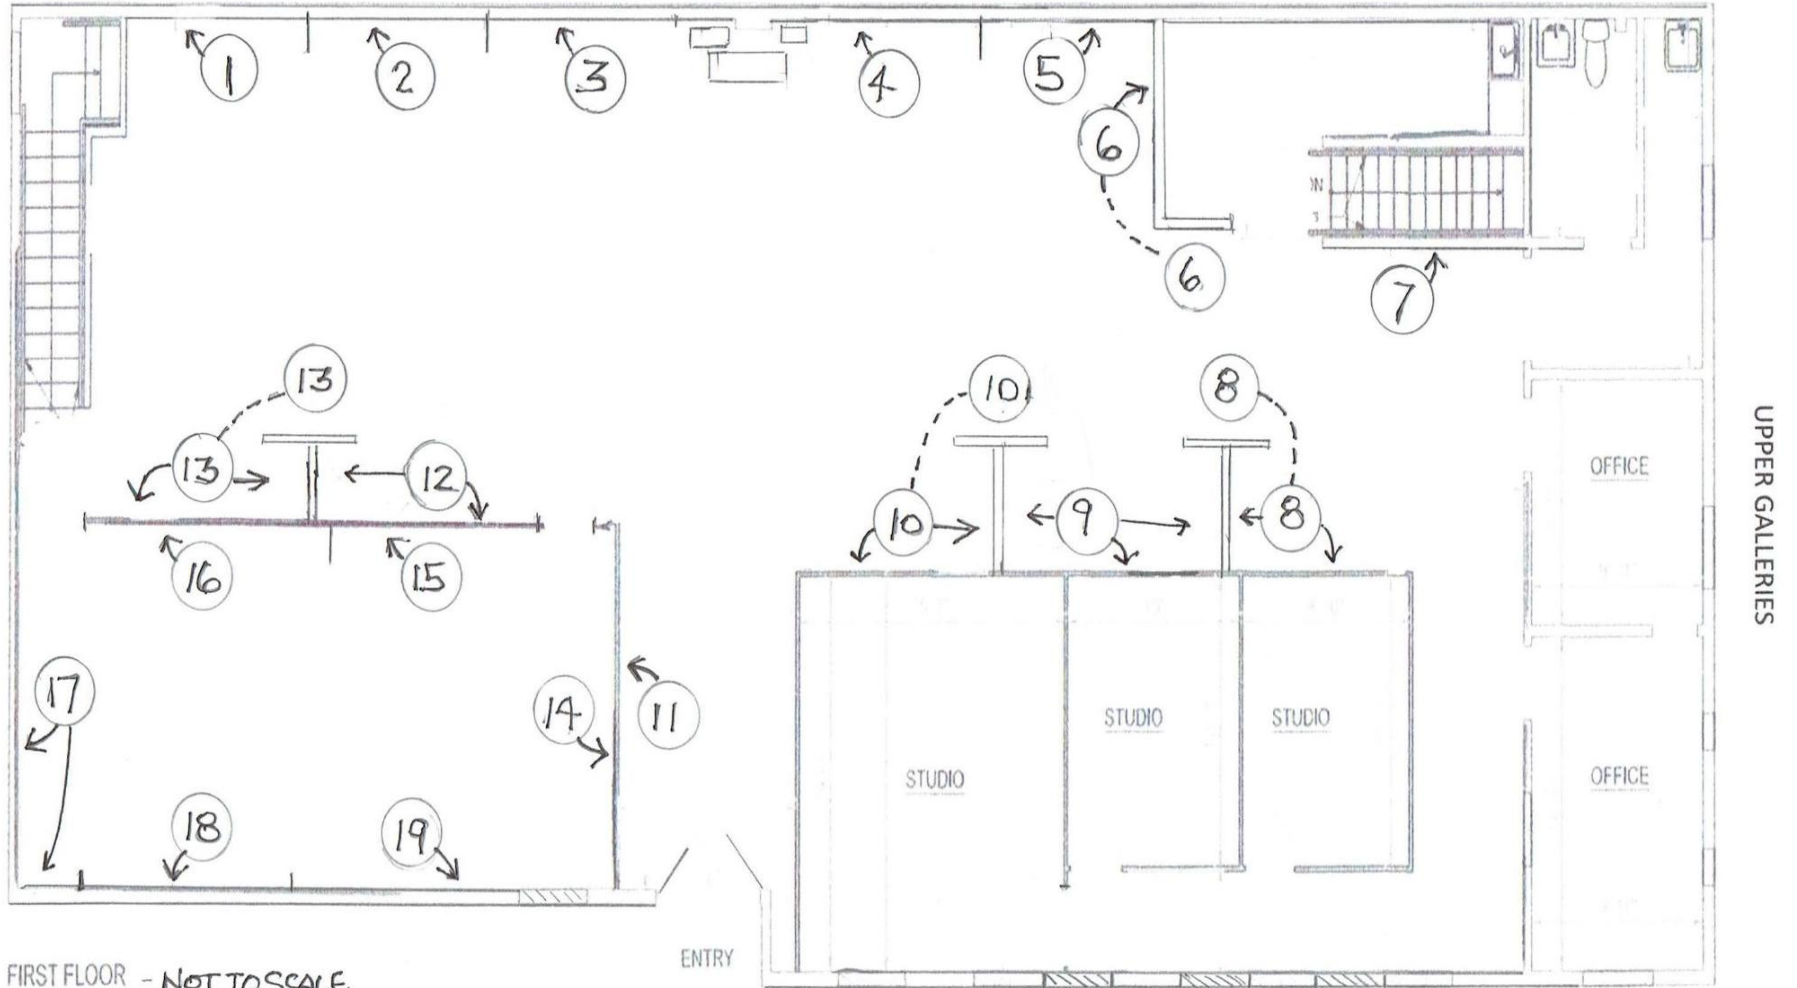 1
2
3
4
5
6
6
7
13
10
8
13
12
10
9
8
16
15
17
14
11
18
19
STUDIO
STUDIO
STUDIO
OFFICE
OFFICE
UPPER GALLERIES
ENTRY
FIRST FLOOR - NOT TO SCALE.